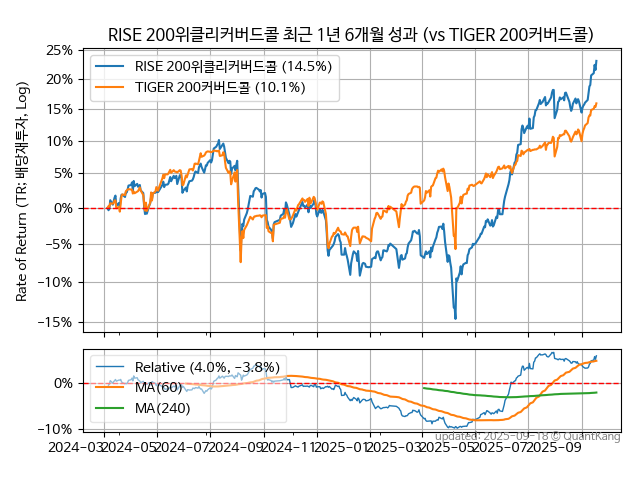 RISE 200위클리커버드콜 최근 1년 6개월 성과 (vs TIGER 200커버드콜)
Rate of Return (TR: 배당재투자, Log)
25%
20%
15%
10%
5%
0%
−5%
−10%
−15%
RISE 200위클리커버드콜 (14.5%)
TIGER 200커버드콜 (10.1%)
0%
−10%
Relative (4.0%, −3.8%)
MA(60)
MA(240)
updated: 2025-09-18 © QuantKang
2024−03 2024−05 2024−07 2024−09 2024−11 2025−01 2025−03 2025−05 2025−07 2025−09